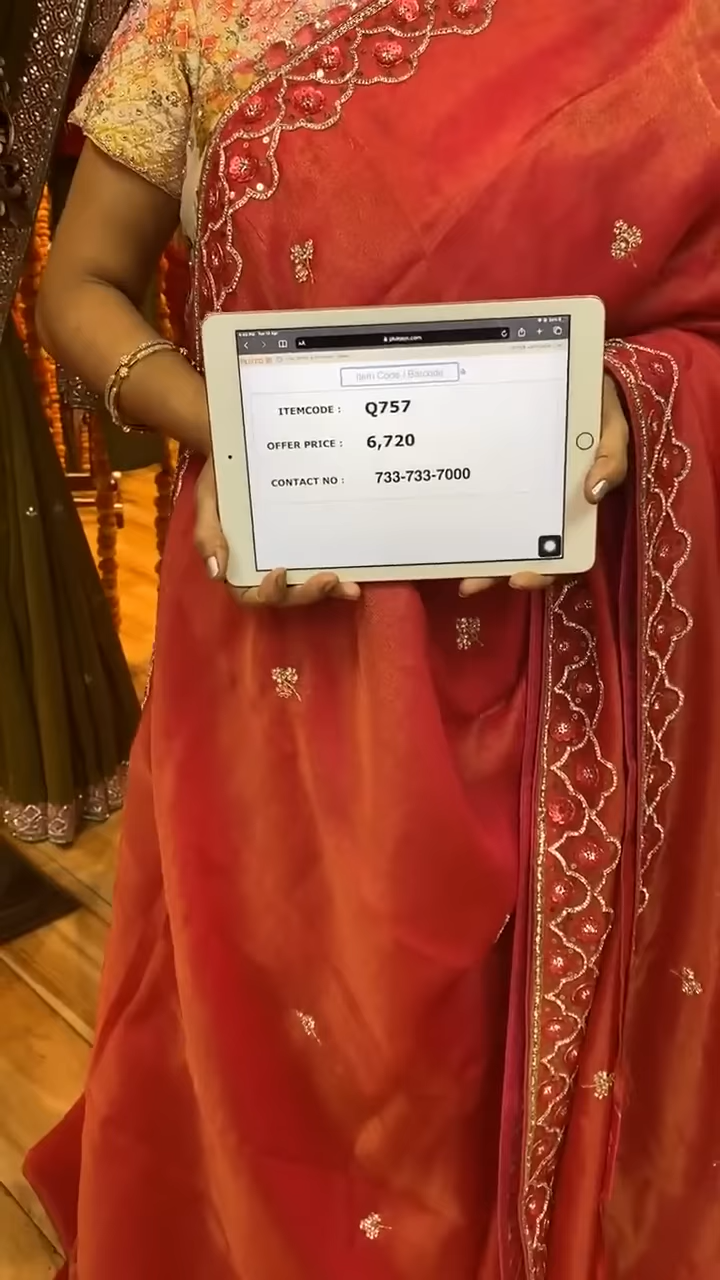 Item Code / Barcode
ITEMCODE : Q757
OFFER PRICE : 6,720
CONTACT NO : 733-733-7000